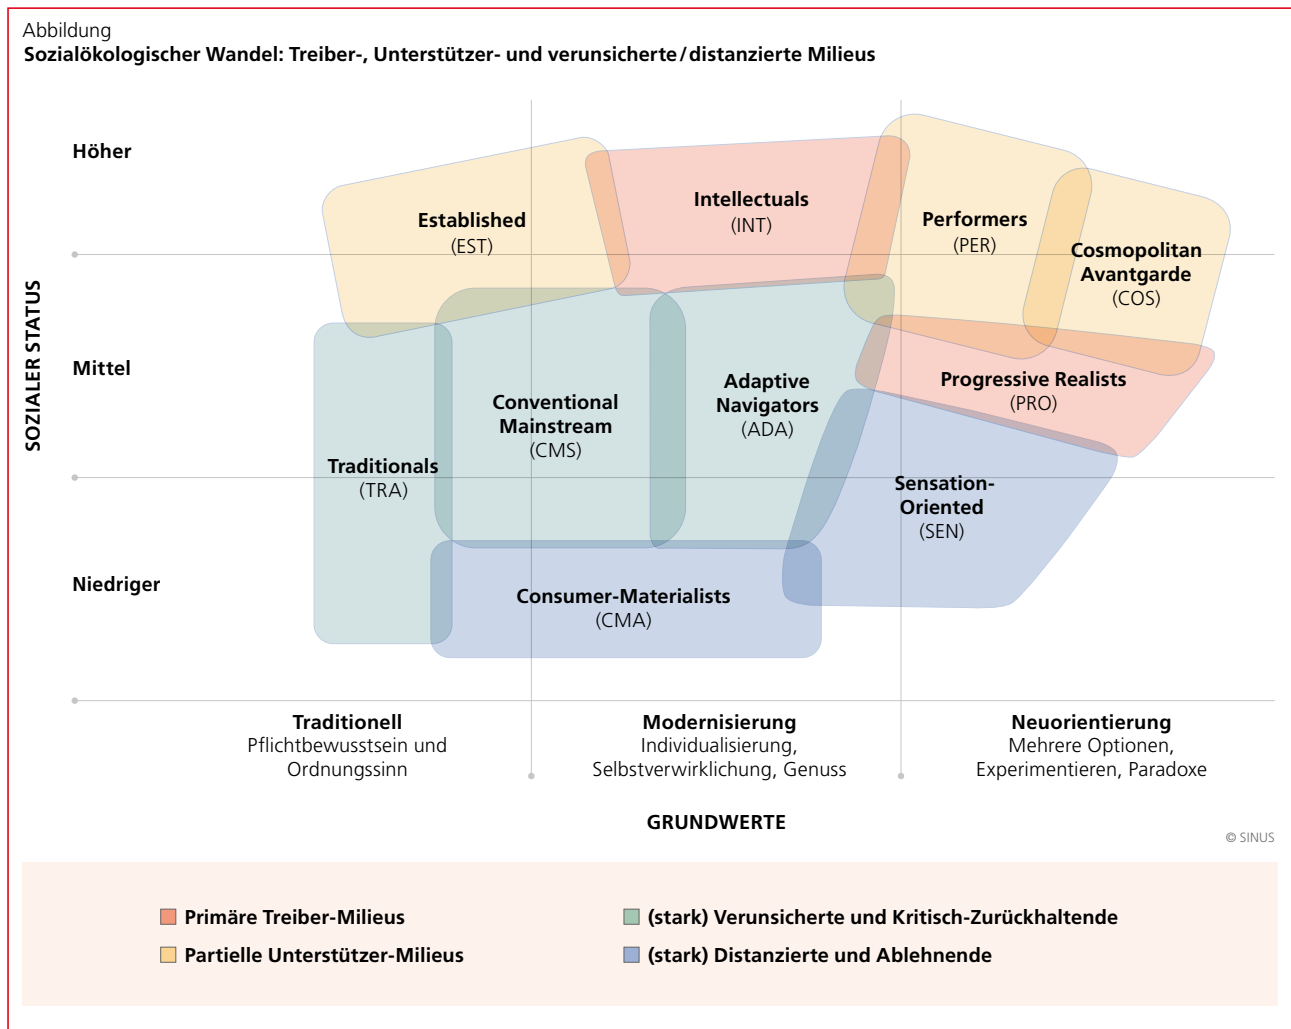 Abbildung
Sozialökologischer Wandel: Treiber-, Unterstützer- und verunsicherte/distanzierte Milieus
SOZIALER STATUS
Höher
Mittel
Niedriger
Established
(EST)
Intellectuals
(INT)
Performers
(PER)
Cosmopolitan
Avantgarde
(COS)
Traditionals
(TRA)
Conventional
Mainstream
(CMS)
Adaptive
Navigators
(ADA)
Progressive Realists
(PRO)
Sensation-
Oriented
(SEN)
Consumer-Materialists
(CMA)
Traditionell
Pflichtbewusstsein und
Ordnungssinn
Modernisierung
Individualisierung,
Selbstverwirklichung, Genuss
Neuorientierung
Mehrere Optionen,
Experimentieren, Paradoxe
GRUNDWERTE
© SINUS
Primäre Treiber-Milieus
Partielle Unterstützer-Milieus
(stark) Verunsicherte und Kritisch-Zurückhaltende
(stark) Distanzierte und Ablehnende